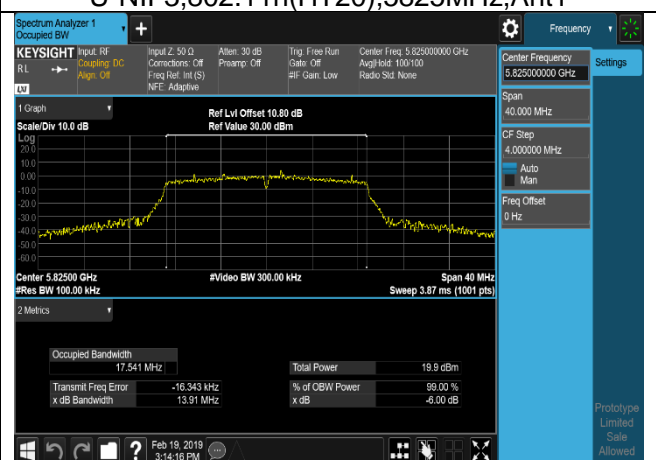 U-NII 3,802.11n(HT20),5825MHz,Ant1
Spectrum Analyzer 1
Occupied BW
+
Frequency
KEYSIGHT Input: RF
RL Coupling: DC
Align: Off
LXI
Input Z: 50 Ω
Corrections: Off
Freq Ref: Int (S)
NFE: Adaptive
Atten: 30 dB
Preamp: Off
Trig: Free Run
Gate: Off
#IF Gain: Low
Center Freq: 5.825000000 GHz
Avg|Hold: 100/100
Radio Std: None
Center Frequency
5.825000000 GHz
Settings
Span
40.000 MHz
CF Step
4.000000 MHz
Auto
Man
Freq Offset
0 Hz
1 Graph
Scale/Div 10.0 dB
Ref Lvl Offset 10.80 dB
Ref Value 30.00 dBm
Log
20.0
10.0
0.00
-10.0
-20.0
-30.0
-40.0
-50.0
-60.0
Center 5.82500 GHz #Video BW 300.00 kHz Span 40 MHz
#Res BW 100.00 kHz Sweep 3.87 ms (1001 pts)
2 Metrics
Occupied Bandwidth
17.541 MHz Total Power 19.9 dBm
Transmit Freq Error -16.343 kHz % of OBW Power 99.00 %
x dB Bandwidth 13.91 MHz x dB -6.00 dB
Prototype
Limited
Sale
Allowed
? Feb 19, 2019
3:14:16 PM